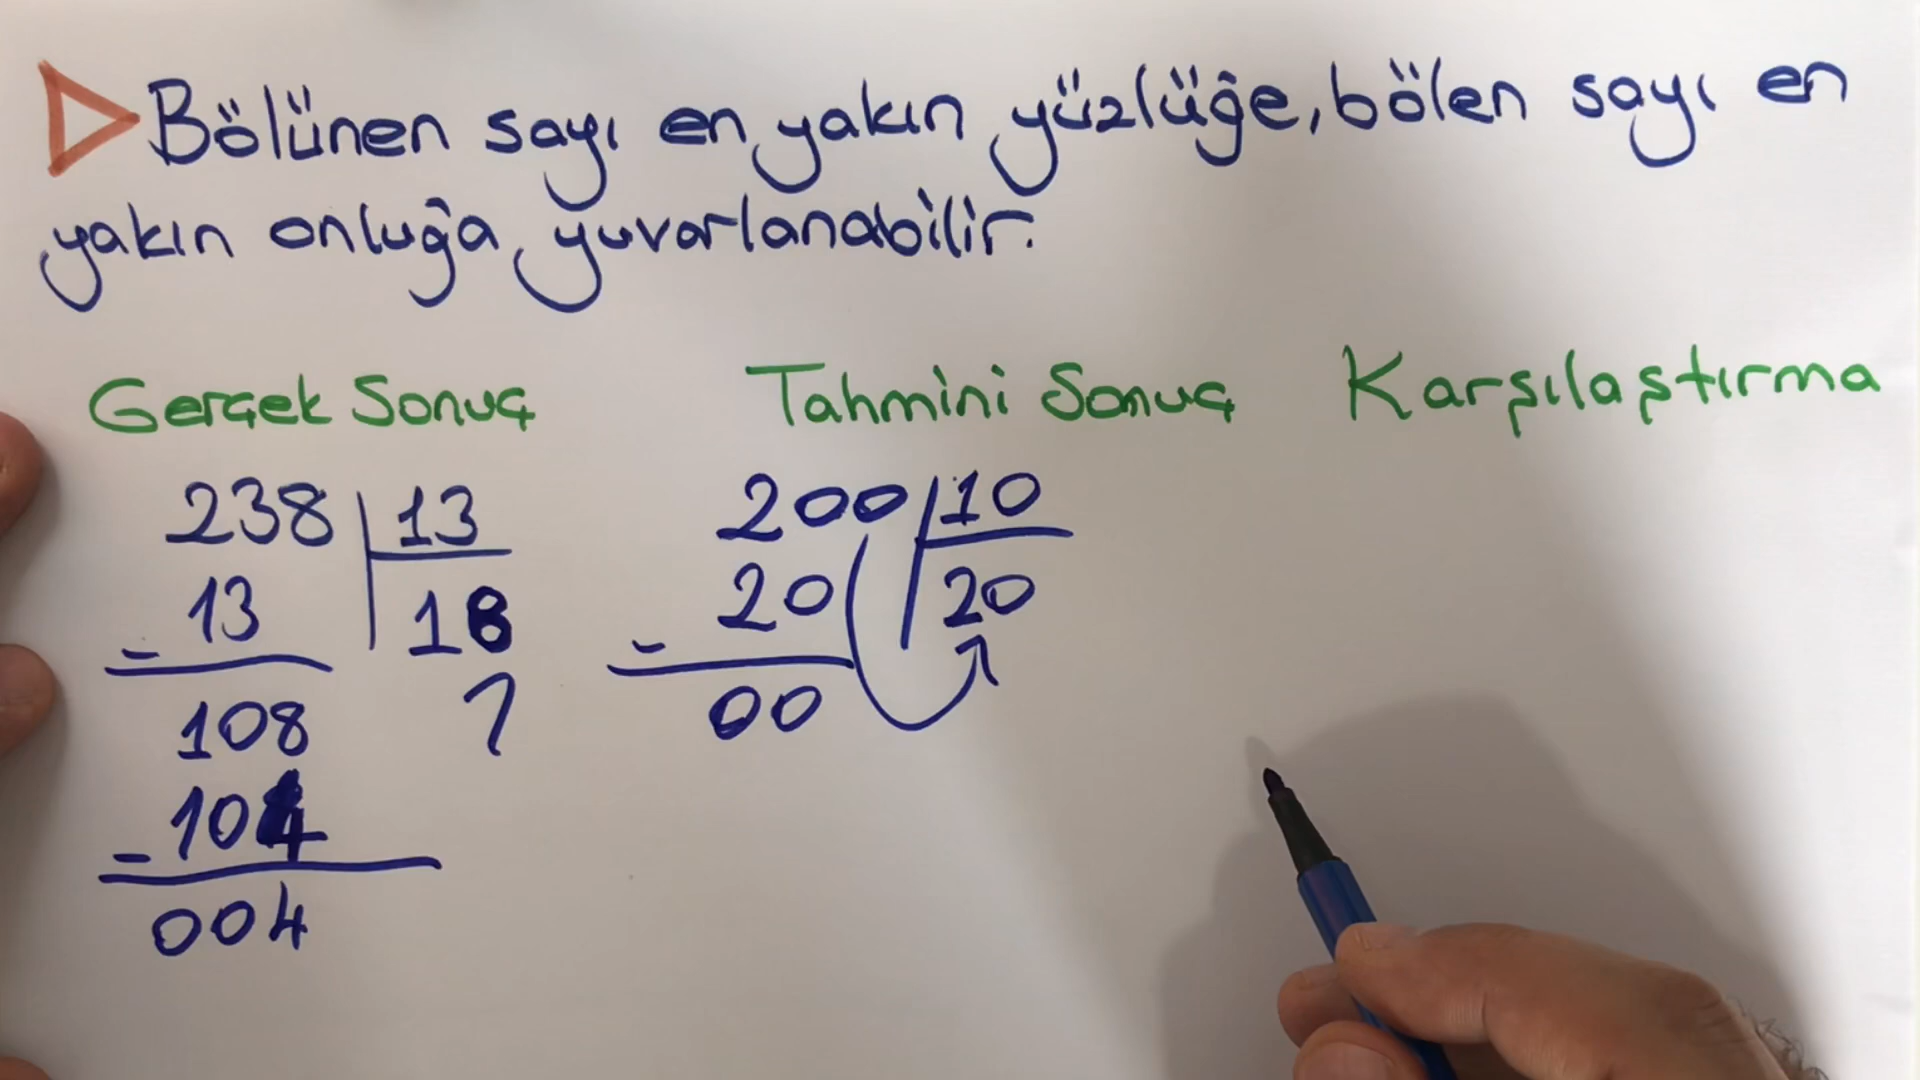 Bölünen sayı en yakın yüzlüğe, bölen sayı en
yakın onluğa yuvarlanabilir.
Gerçek Sonuç
Tahmini Sonuç
Karşılaştırma
238 13
- 13 18
108 7
- 104
004
200 10
- 20 20
00